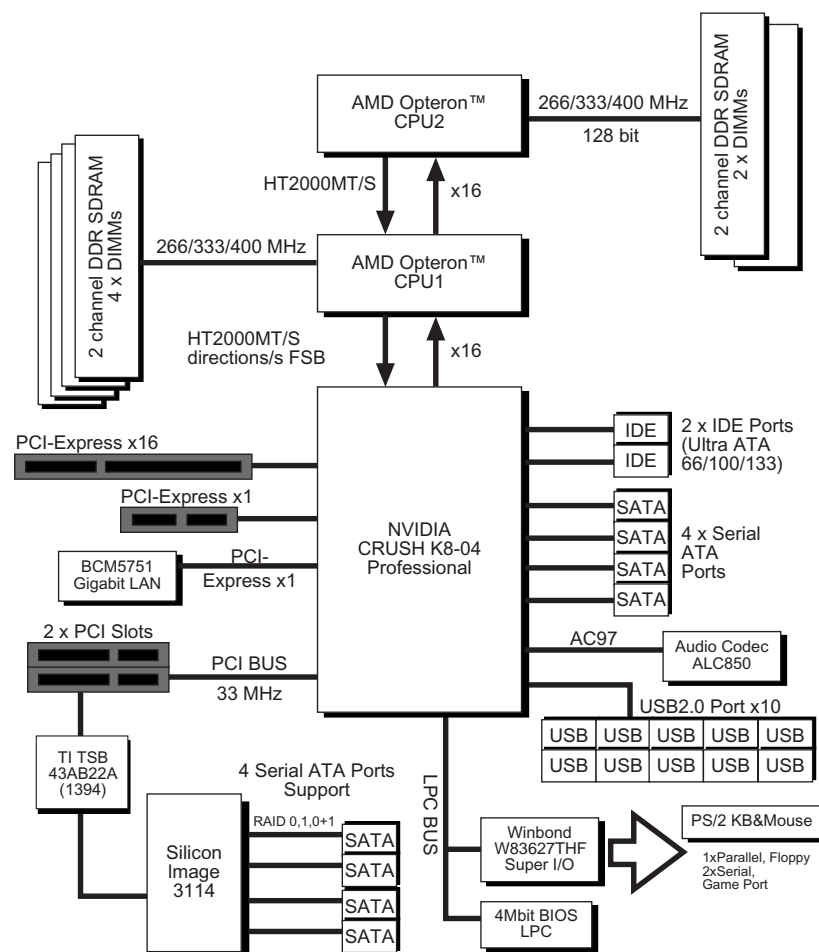 AMD Opteron™
CPU2
266/333/400 MHz
128 bit
2 channel DDR SDRAM
2 x DIMMs
HT2000MT/S
x16
2 channel DDR SDRAM
4 x DIMMs
266/333/400 MHz
AMD Opteron™
CPU1
HT2000MT/S
directions/s FSB
x16
PCI-Express x16
PCI-Express x1
BCM5751
Gigabit LAN
PCI-
Express x1
2 x PCI Slots
PCI BUS
33 MHz
NVIDIA
CRUSH K8-04
Professional
IDE
IDE
2 x IDE Ports
(Ultra ATA
66/100/133)
SATA
SATA
SATA
SATA
4 x Serial
ATA
Ports
AC97
Audio Codec
ALC850
USB2.0 Port x10
USB USB USB USB USB
USB USB USB USB USB
TI TSB
43AB22A
(1394)
4 Serial ATA Ports
Support
RAID 0,1,0+1
Silicon
Image
3114
SATA
SATA
SATA
SATA
LPC BUS
Winbond
W83627THF
Super I/O
PS/2 KB&Mouse
1xParallel, Floppy
2xSerial,
Game Port
4Mbit BIOS
LPC